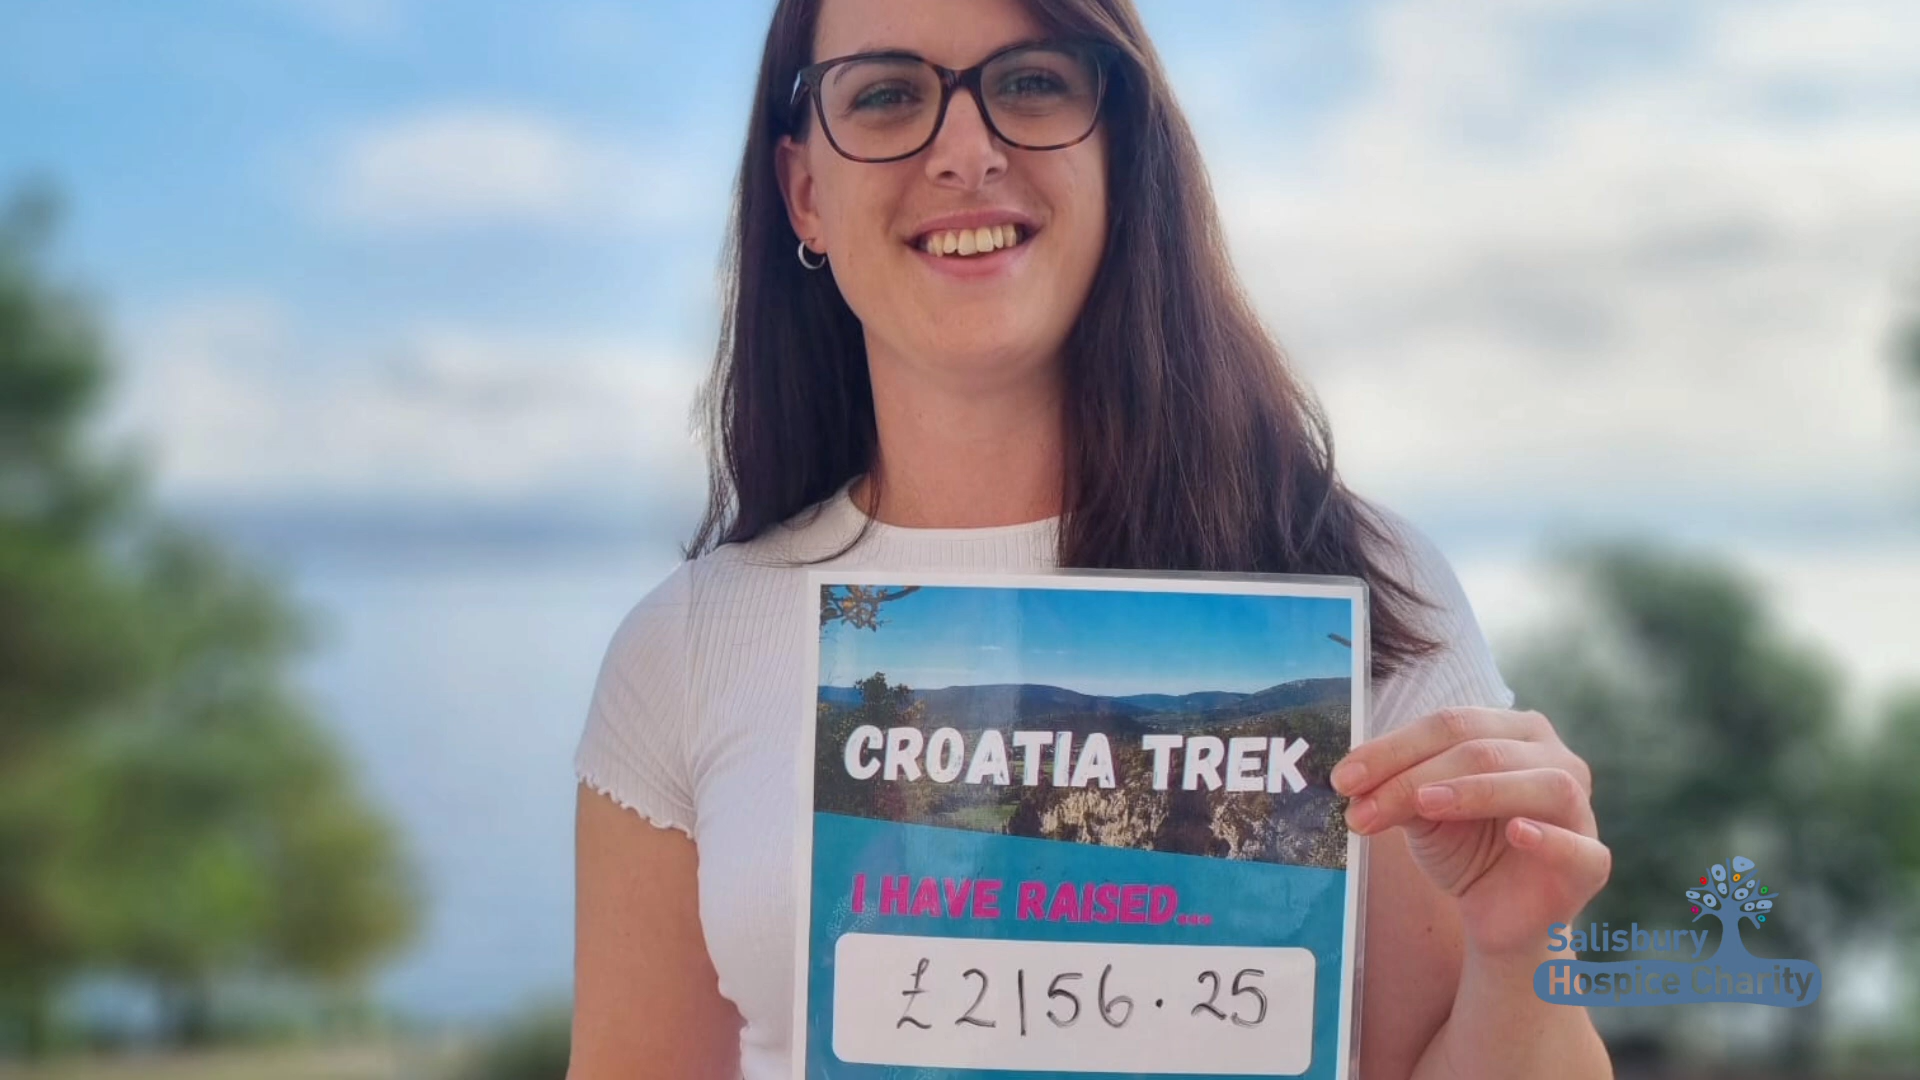 CROATIA TREK
I HAVE RAISED...
£2156.25
Salisbury
Hospice Charity